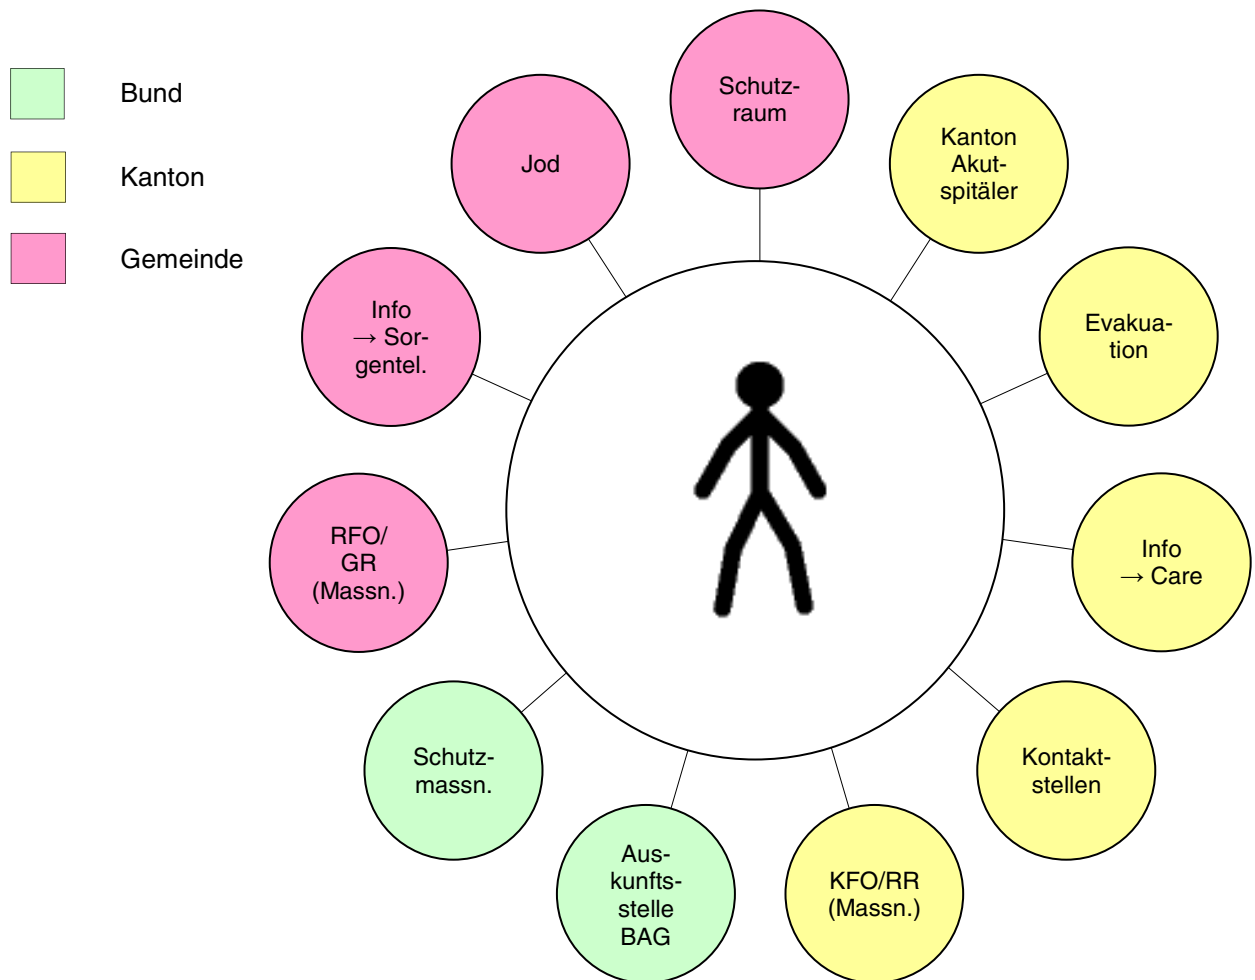 Bund
Kanton
Gemeinde
Schutz-
raum
Kanton
Akut-
spitäler
Evakua-
tion
Info
→ Care
Kontakt-
stellen
KFO/RR
(Massn.)
Aus-
kunfts-
stelle
BAG
Schutz-
massn.
RFO/
GR
(Massn.)
Info
→ Sor-
gentel.
Jod